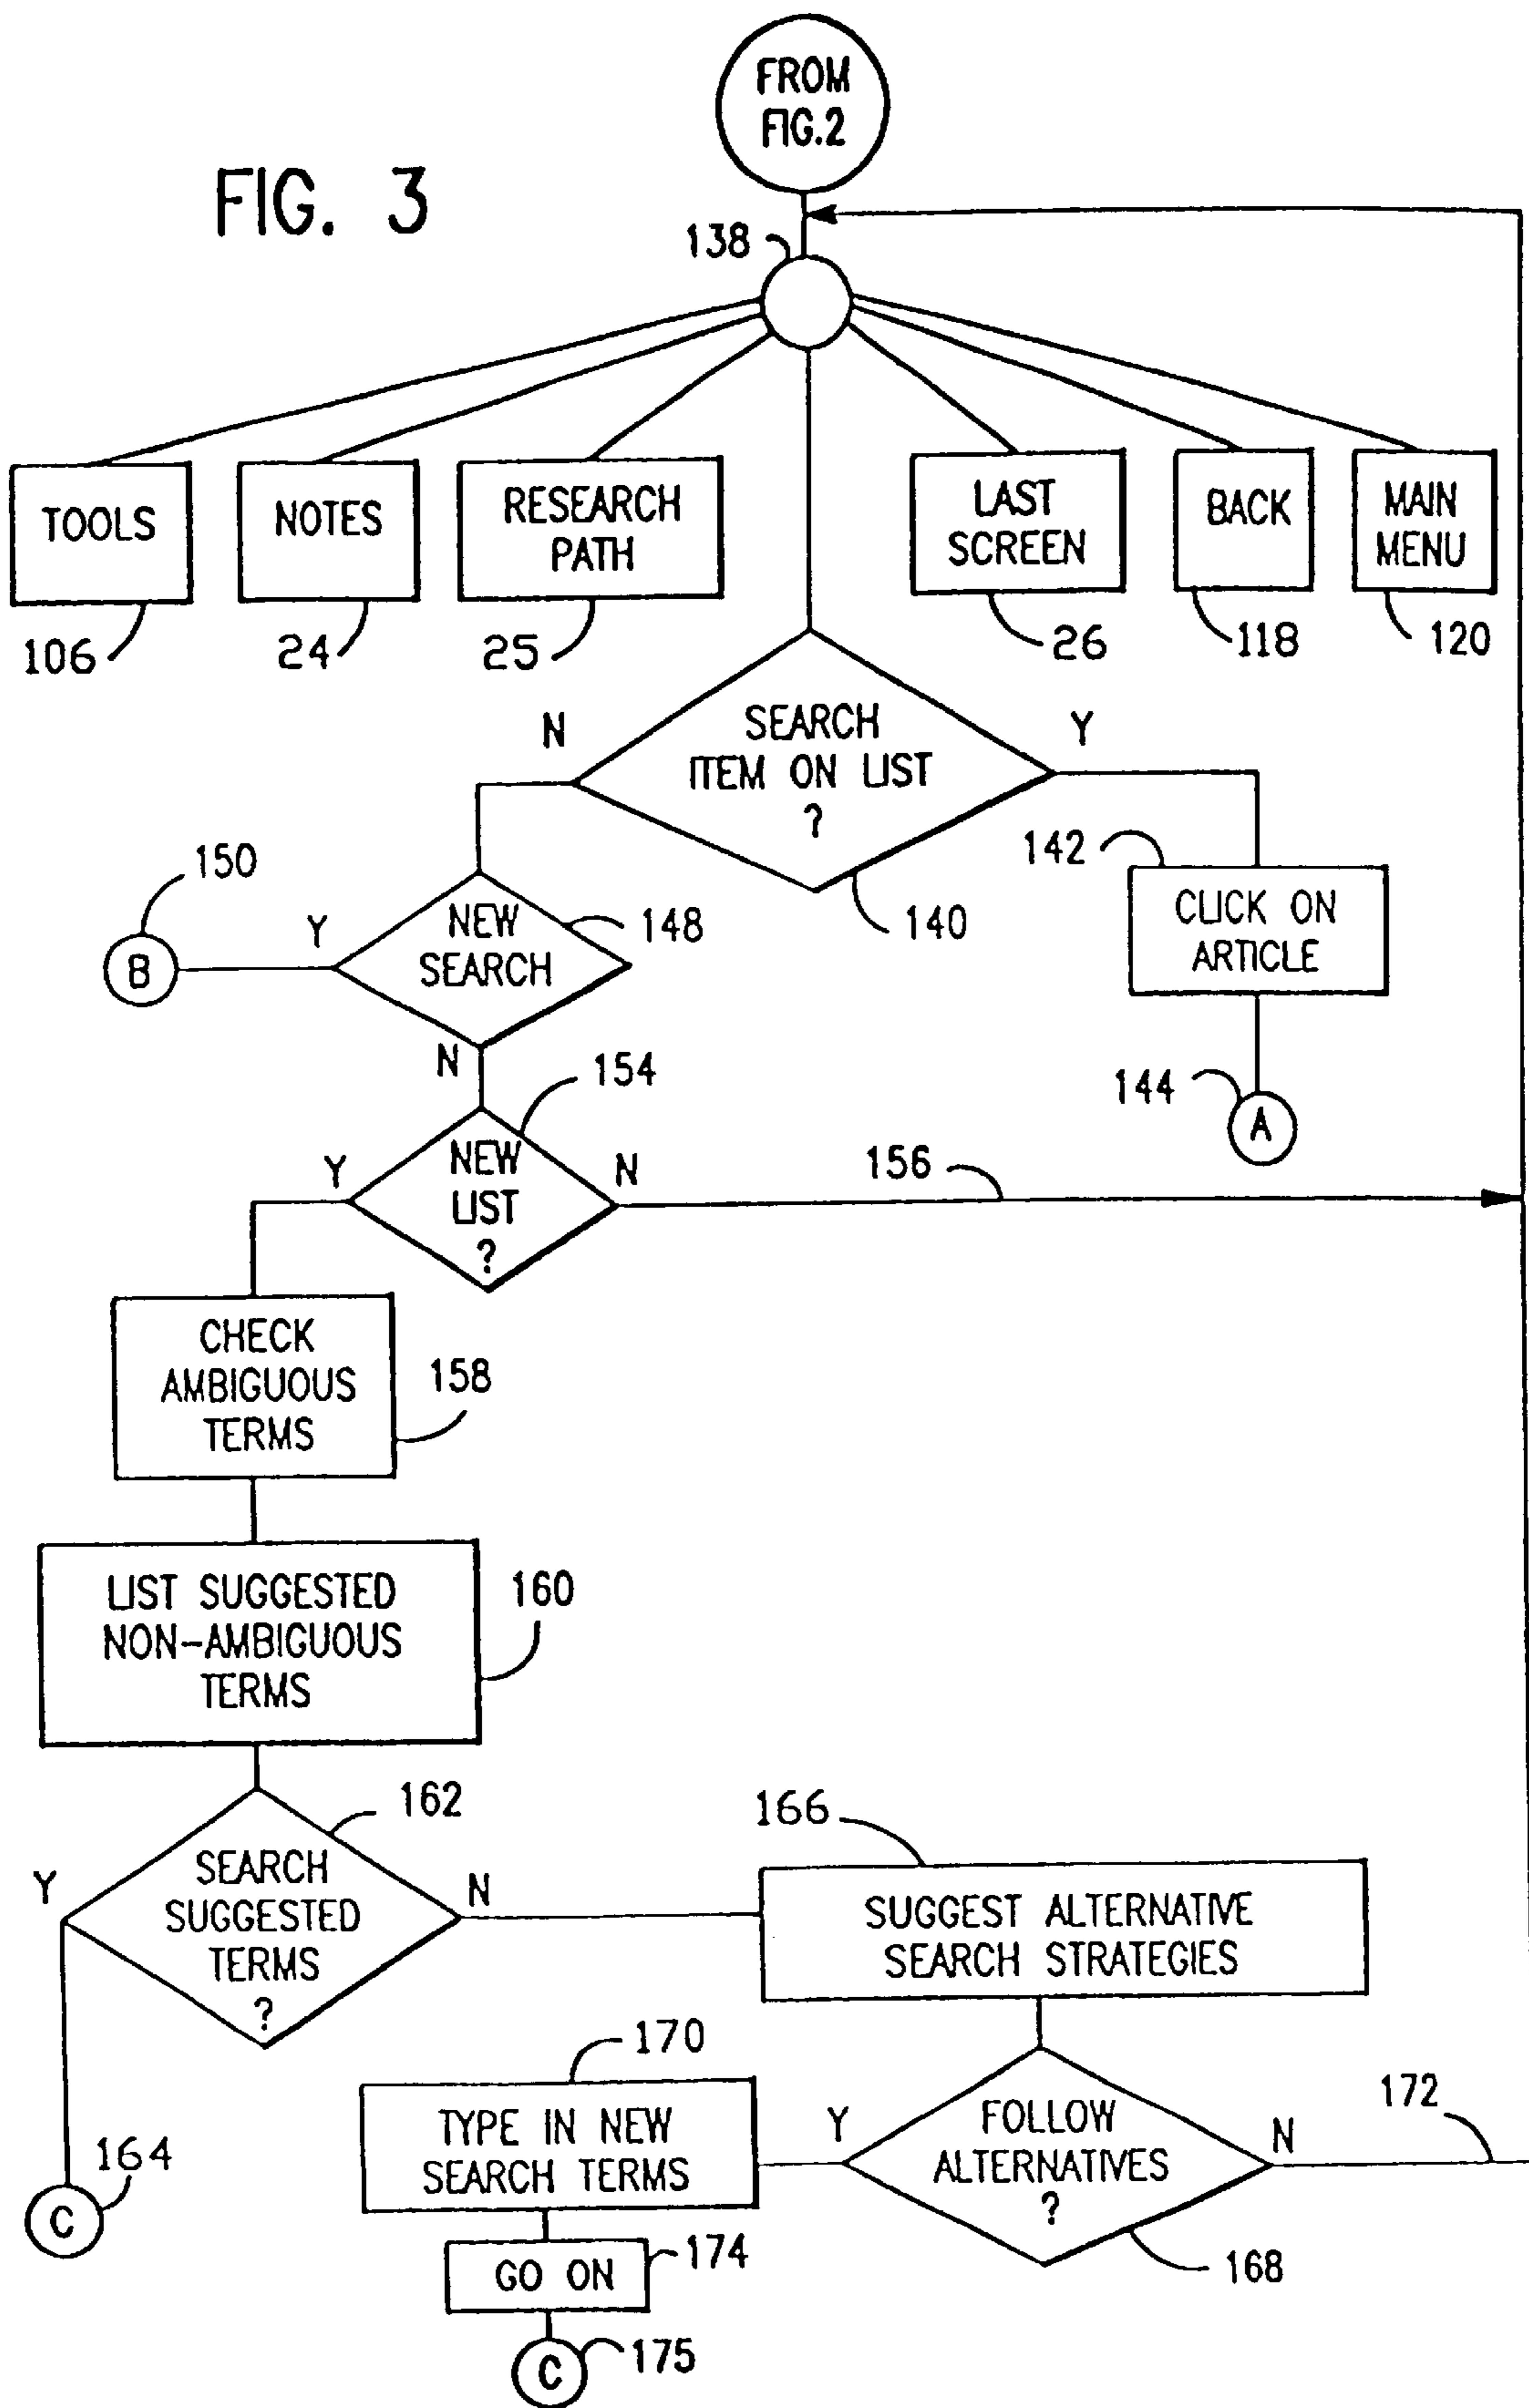 FROM
FIG.2
FIG. 3
138
TOOLS
NOTES
RESEARCH
PATH
LAST
SCREEN
BACK
MAIN
MENU
106
24
25
26
118
120
N
SEARCH
ITEM ON LIST
?
Y
140
142
CLICK ON
ARTICLE
144
A
150
B
Y
NEW
SEARCH
148
N
154
Y
NEW
LIST
?
N
156
CHECK
AMBIGUOUS
TERMS
158
LIST SUGGESTED
NON-AMBIGUOUS
TERMS
160
162
Y
SEARCH
SUGGESTED
TERMS
?
N
164
C
166
SUGGEST ALTERNATIVE
SEARCH STRATEGIES
170
TYPE IN NEW
SEARCH TERMS
Y
FOLLOW
ALTERNATIVES
?
N
172
168
GO ON
174
C
175